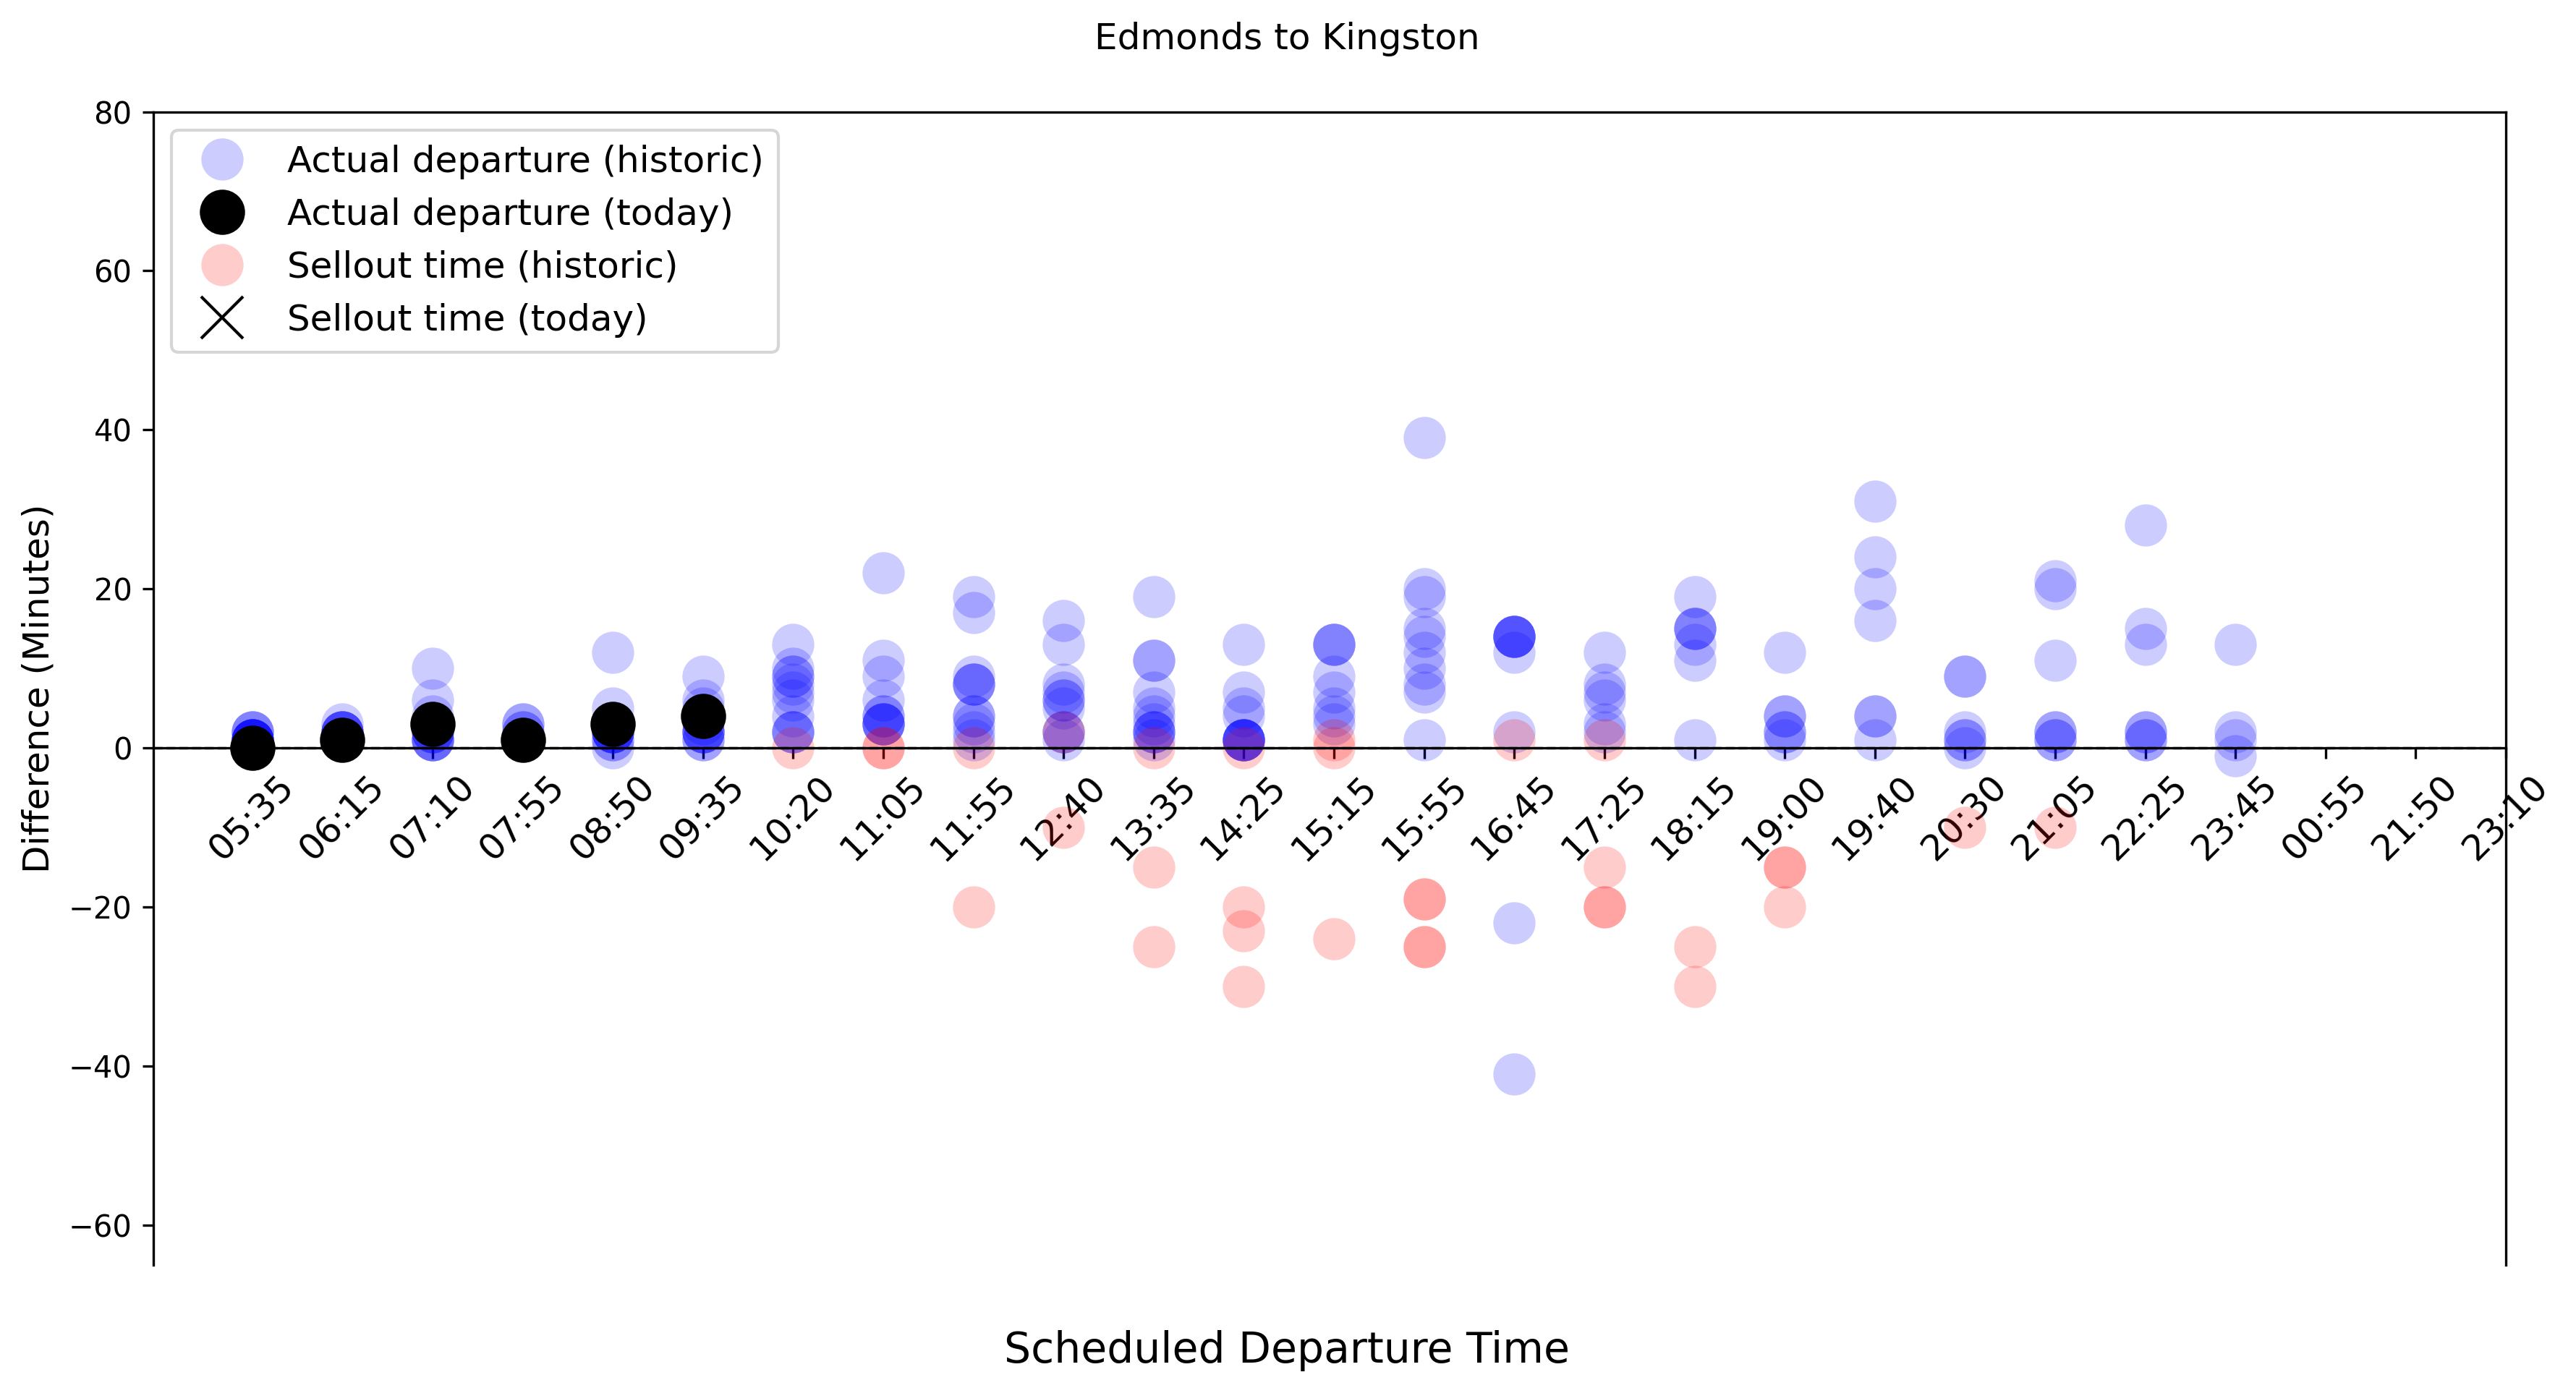 Edmonds to Kingston
80
60
40
20
0
−20
−40
−60
Difference (Minutes)
Actual departure (historic)
Actual departure (today)
Sellout time (historic)
Sellout time (today)
05:35 06:15 07:10 07:55 08:50 09:35 10:20 11:05 11:55 12:40 13:35 14:25 15:15 15:55 16:45 17:25 18:15 19:00 19:40 20:30 21:05 22:25 23:45 00:55 21:50 23:10
Scheduled Departure Time